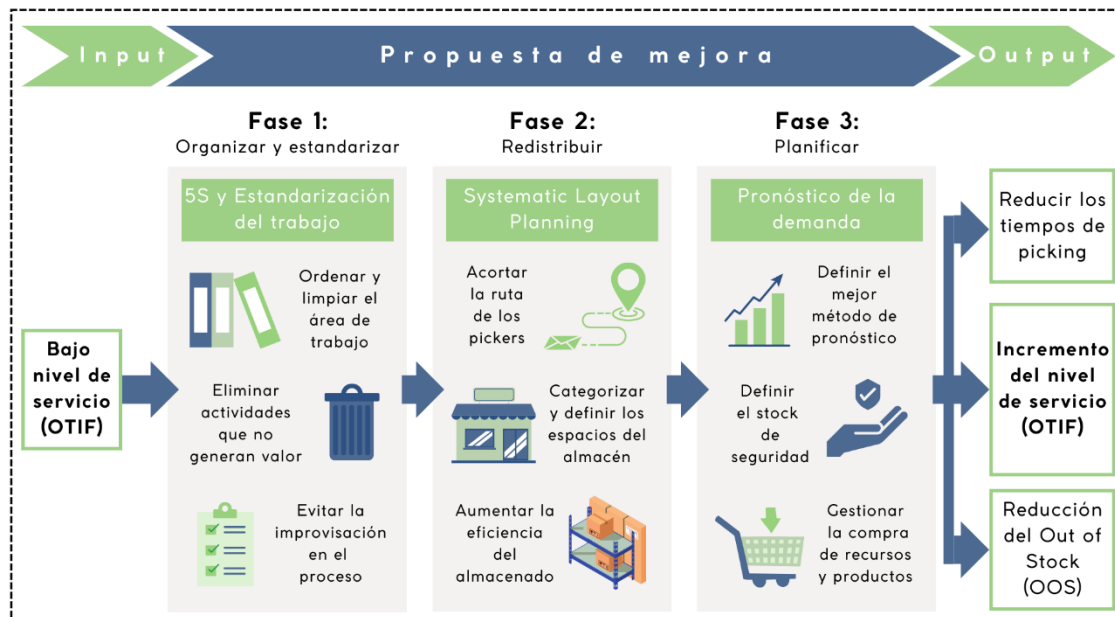 Input
Propuesta de mejora
Output
Fase 1:
Organizar y estandarizar
5S y Estandarización
del trabajo
Ordenar y
limpiar el
área de
trabajo
Eliminar
actividades
que no
generan valor
Evitar la
improvisación
en el
proceso
Fase 2:
Redistribuir
Systematic Layout
Planning
Acortar
la ruta
de los
pickers
Categorizar
y definir los
espacios del
almacén
Aumentar la
eficiencia
del
almacenado
Fase 3:
Planificar
Pronóstico de la
demanda
Definir el
mejor
método de
pronóstico
Definir
el stock
de
seguridad
Gestionar
la compra
de recursos
y productos
Bajo
nivel de
servicio
(OTIF)
Reducir los
tiempos de
picking
Incremento
del nivel
de servicio
(OTIF)
Reducción
del Out of
Stock
(OOS)